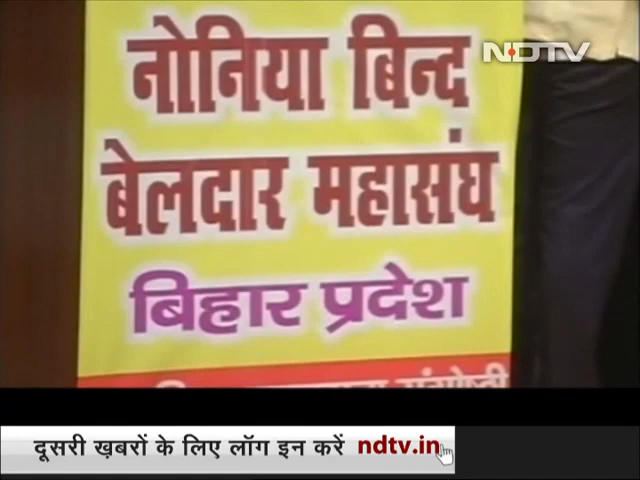 NDTV
नोनिया बिन्द
बेलदार महासंघ
बिहार प्रदेश
दूसरी ख़बरों के लिए लॉग इन करें ndtv.in